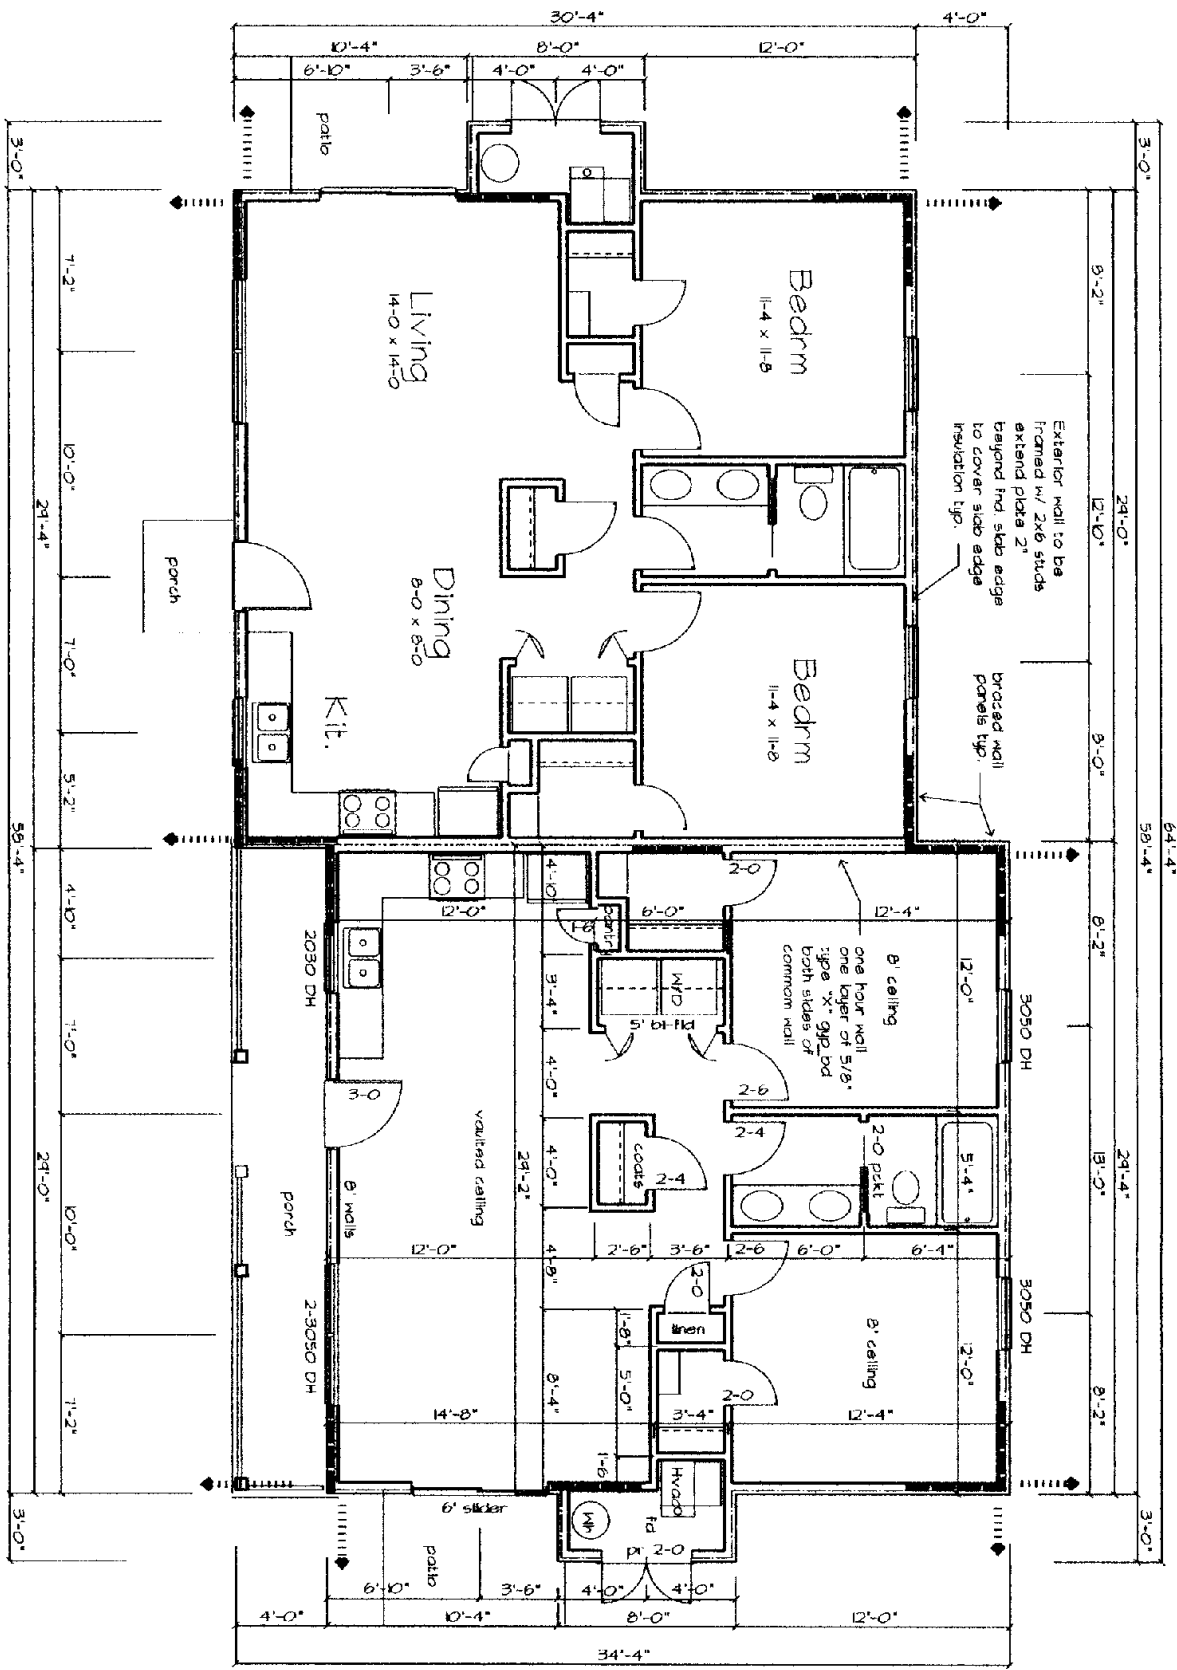 64'-4"
58'-4"
3'-0"
29'-0"
29'-4"
3'-0"
8'-2"
12'-10"
8'-0"
8'-2"
13'-0"
8'-2"
4'-0"
30'-4"
12'-0"
8'-0"
10'-4"
4'-0"
4'-0"
3'-6"
6'-10"
Exterior wall to be
framed w/ 2x6 studs
extend plate 2"
beyond fnd. slab edge
to cover slab edge
insulation typ.
braced wall
panels typ.
3050 DH
3050 DH
Bedrm
11-4 x 11-8
Bedrm
11-4 x 11-8
8' ceiling
12'-0"
one hour wall
one layer of 5/8"
type "X" gyp. bd
both sides of
common wall
8' ceiling
12'-0"
5'-4"
2-0 pckt
12'-4"
6'-0"
12'-0"
6'-4"
6'-0"
2-6
3'-6"
2'-6"
12'-0"
12'-4"
3'-4"
14'-8"
2-0
2-6
2-4
2-0
W/D
5' bi-fld
pantry
1-6
coats
2-4
2-0
linen
1'-8"
5'-0"
1'-6"
Hvac
Wh
fd
pr 2-0
4'-10"
3'-4"
4'-0"
4'-0"
4'-8"
8'-4"
29'-2"
vaulted ceiling
Living
14-0 x 14-0
Dining
8-0 x 8-0
Kit.
3-0
8' walls
6' slider
2030 DH
2-3050 DH
patio
porch
porch
patio
7'-2"
10'-0"
7'-0"
5'-2"
4'-10"
7'-0"
10'-0"
7'-2"
29'-4"
29'-0"
3'-0"
58'-4"
3'-0"
12'-0"
8'-0"
10'-4"
4'-0"
4'-0"
4'-0"
3'-6"
6'-10"
34'-4"